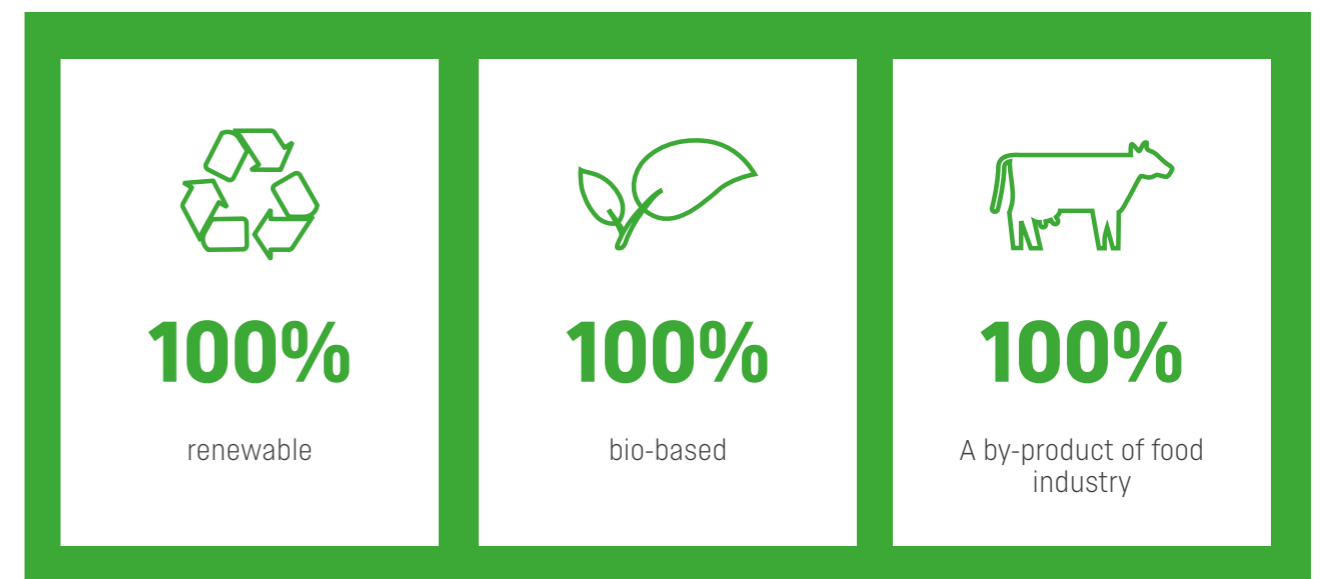 100%
renewable
100%
bio-based
100%
A by-product of food
industry